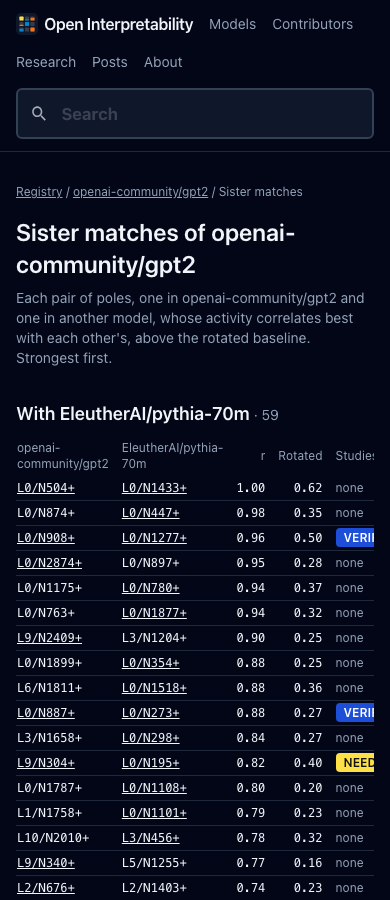 Open Interpretability Models Contributors
Research Posts About
Search
Registry / openai-community/gpt2 / Sister matches
Sister matches of openai-
community/gpt2
Each pair of poles, one in openai-community/gpt2 and
one in another model, whose activity correlates best
with each other's, above the rotated baseline.
Strongest first.
With EleutherAI/pythia-70m · 59
openai-community/gpt2 EleutherAI/pythia-70m r Rotated Studies
L0/N504+ L0/N1433+ 1.00 0.62 none
L0/N874+ L0/N447+ 0.98 0.35 none
L0/N908+ L0/N1277+ 0.96 0.50 VERI
L0/N2874+ L0/N897+ 0.95 0.28 none
L0/N1175+ L0/N780+ 0.94 0.37 none
L0/N763+ L0/N1877+ 0.94 0.32 none
L9/N2409+ L3/N1204+ 0.90 0.25 none
L0/N1899+ L0/N354+ 0.88 0.25 none
L6/N1811+ L0/N1518+ 0.88 0.36 none
L0/N887+ L0/N273+ 0.88 0.27 VERI
L3/N1658+ L0/N298+ 0.84 0.27 none
L9/N304+ L0/N195+ 0.82 0.40 NEED
L0/N1787+ L0/N1108+ 0.80 0.20 none
L1/N1758+ L0/N1101+ 0.79 0.23 none
L10/N2010+ L3/N456+ 0.78 0.32 none
L9/N340+ L5/N1255+ 0.77 0.16 none
L2/N676+ L2/N1403+ 0.74 0.23 none